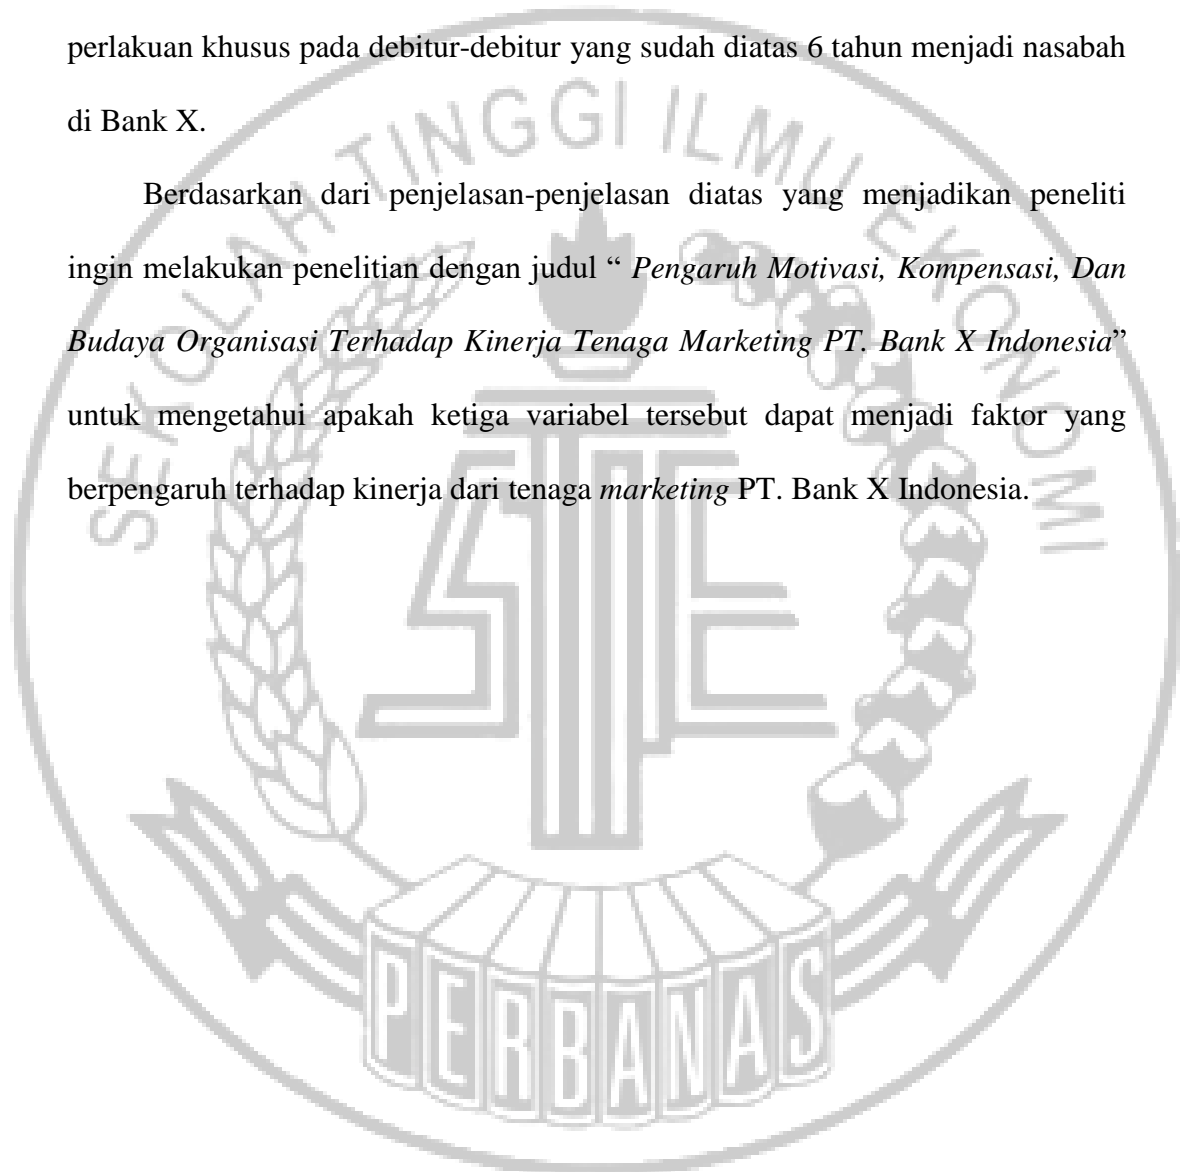 perlakuan khusus pada debitur-debitur yang sudah diatas 6 tahun menjadi nasabah
di Bank X.
Berdasarkan dari penjelasan-penjelasan diatas yang menjadikan peneliti
ingin melakukan penelitian dengan judul “ Pengaruh Motivasi, Kompensasi, Dan
Budaya Organisasi Terhadap Kinerja Tenaga Marketing PT. Bank X Indonesia”
untuk mengetahui apakah ketiga variabel tersebut dapat menjadi faktor yang
berpengaruh terhadap kinerja dari tenaga marketing PT. Bank X Indonesia.
SEKOLAH TINGGI ILMU EKONOMI
STIE
PERBANAS